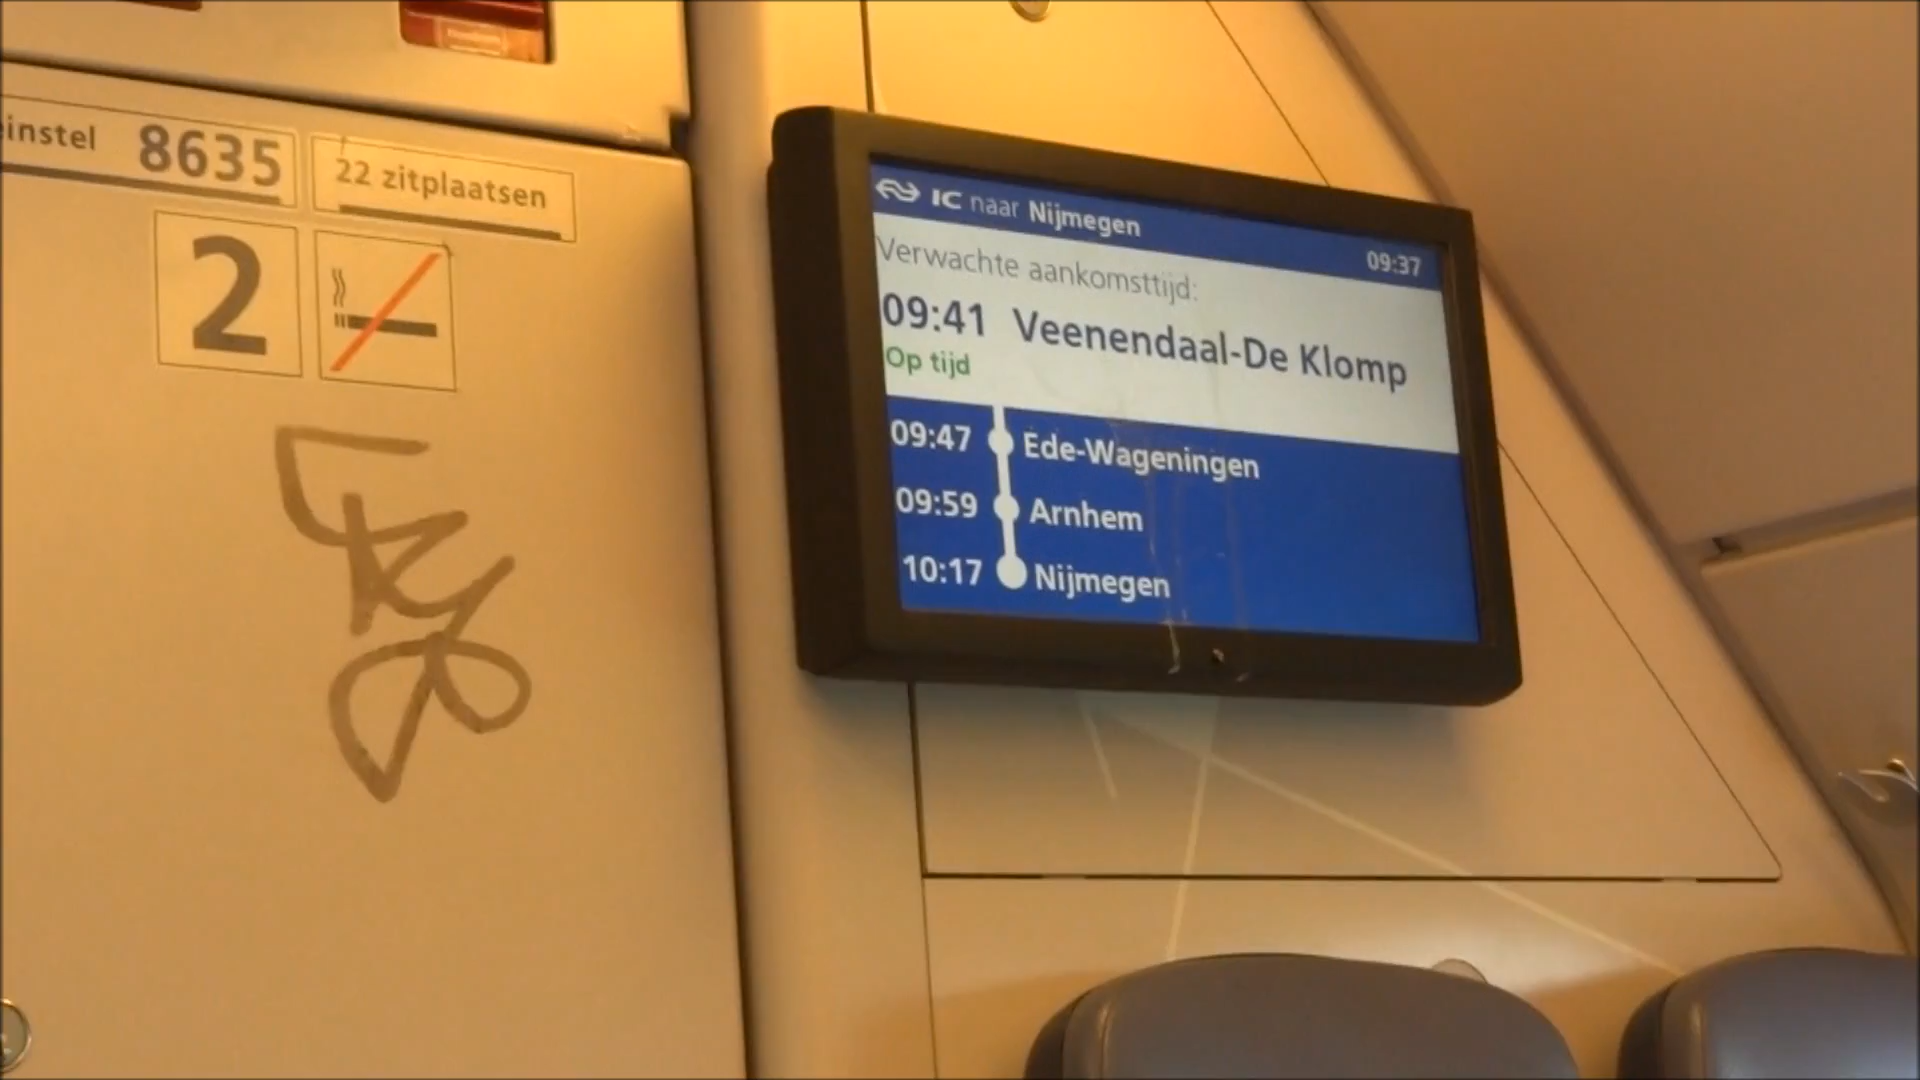 instel 8635
22 zitplaatsen
2
IC naar Nijmegen
09:37
Verwachte aankomsttijd:
09:41 Veenendaal-De Klomp
Op tijd
09:47 Ede-Wageningen
09:59 Arnhem
10:17 Nijmegen